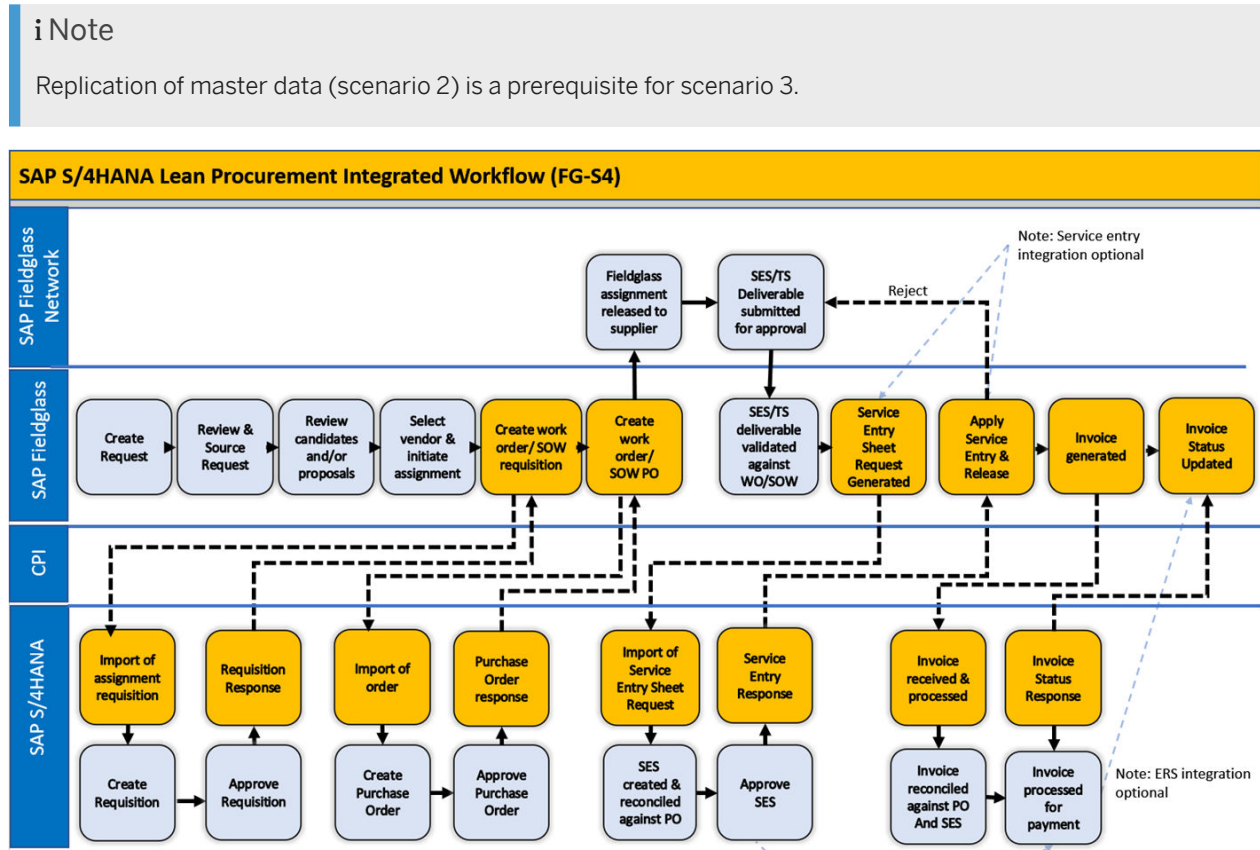 i Note
Replication of master data (scenario 2) is a prerequisite for scenario 3.
SAP S/4HANA Lean Procurement Integrated Workflow (FG-S4)
SAP Fieldglass
Network
Fieldglass
assignment
released to
supplier
SES/TS
Deliverable
submitted
for approval
Reject
Note: Service entry
integration optional
SAP Fieldglass
Create
Request
Review &
Source
Request
Review
candidates
and/or
proposals
Select
vendor &
initiate
assignment
Create work
order/ SOW
requisition
Create
work
order/
SOW PO
SES/TS
deliverable
validated
against
WO/SOW
Service
Entry
Sheet
Request
Generated
Apply
Service
Entry &
Release
Invoice
generated
Invoice
Status
Updated
CPI
SAP S/4HANA
Import of
assignment
requisition
Requisition
Response
Import of
order
Purchase
Order
response
Import of
Service
Entry Sheet
Request
Service
Entry
Response
Invoice
received &
processed
Invoice
Status
Response
Create
Requisition
Approve
Requisition
Create
Purchase
Order
Approve
Purchase
Order
SES
created &
reconciled
against PO
Approve
SES
Invoice
reconciled
against PO
And SES
Invoice
processed
for
payment
Note: ERS integration
optional